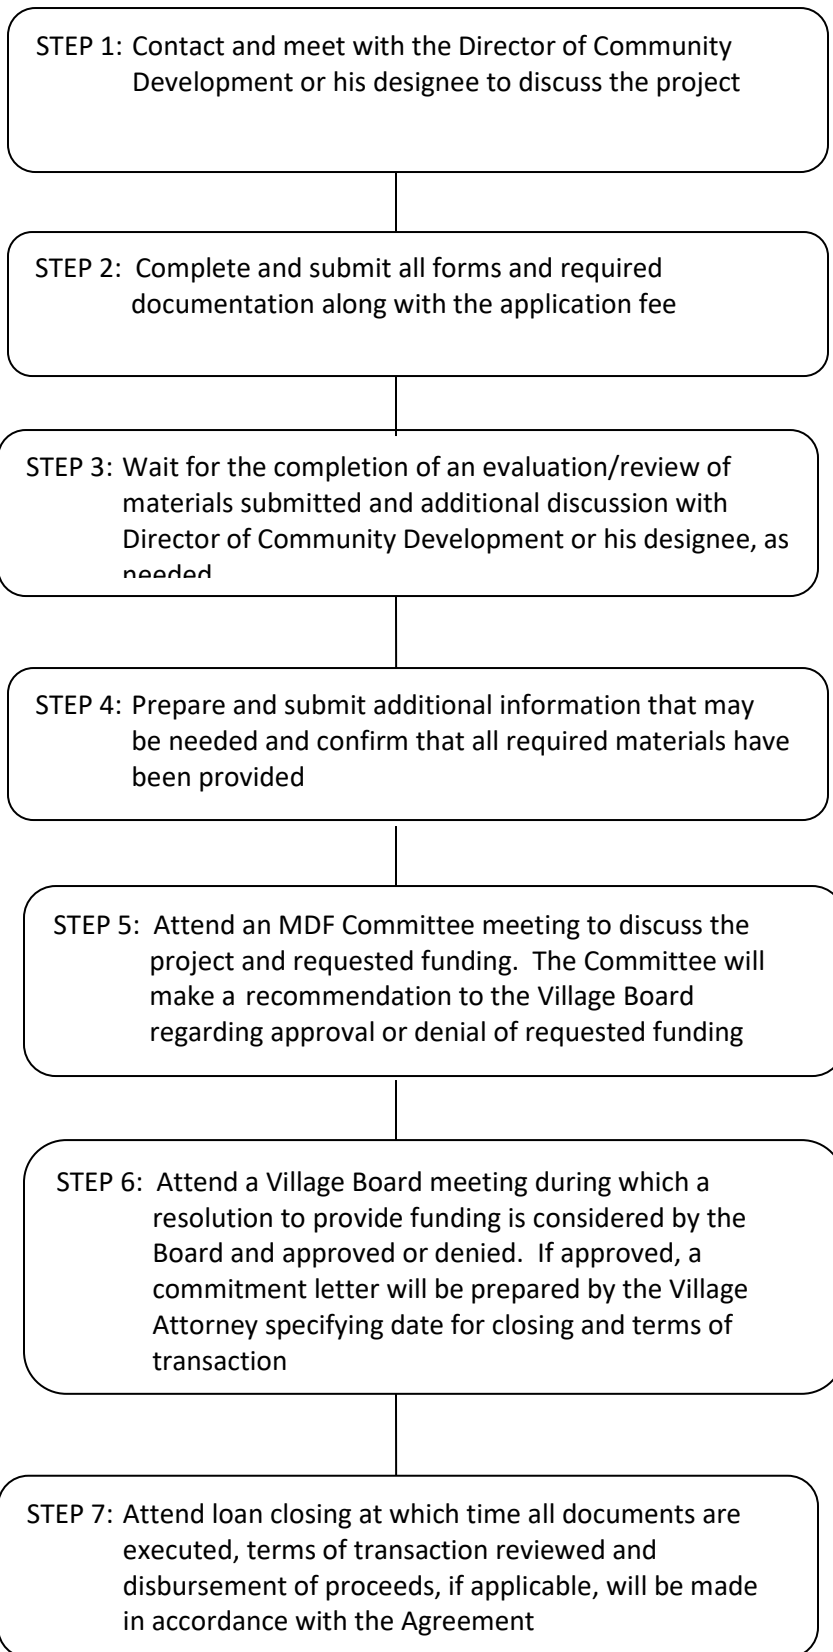 STEP 1: Contact and meet with the Director of Community
Development or his designee to discuss the project
STEP 2: Complete and submit all forms and required
documentation along with the application fee
STEP 3: Wait for the completion of an evaluation/review of
materials submitted and additional discussion with
Director of Community Development or his designee, as
needed
STEP 4: Prepare and submit additional information that may
be needed and confirm that all required materials have
been provided
STEP 5: Attend an MDF Committee meeting to discuss the
project and requested funding. The Committee will
make a recommendation to the Village Board
regarding approval or denial of requested funding
STEP 6: Attend a Village Board meeting during which a
resolution to provide funding is considered by the
Board and approved or denied. If approved, a
commitment letter will be prepared by the Village
Attorney specifying date for closing and terms of
transaction
STEP 7: Attend loan closing at which time all documents are
executed, terms of transaction reviewed and
disbursement of proceeds, if applicable, will be made
in accordance with the Agreement